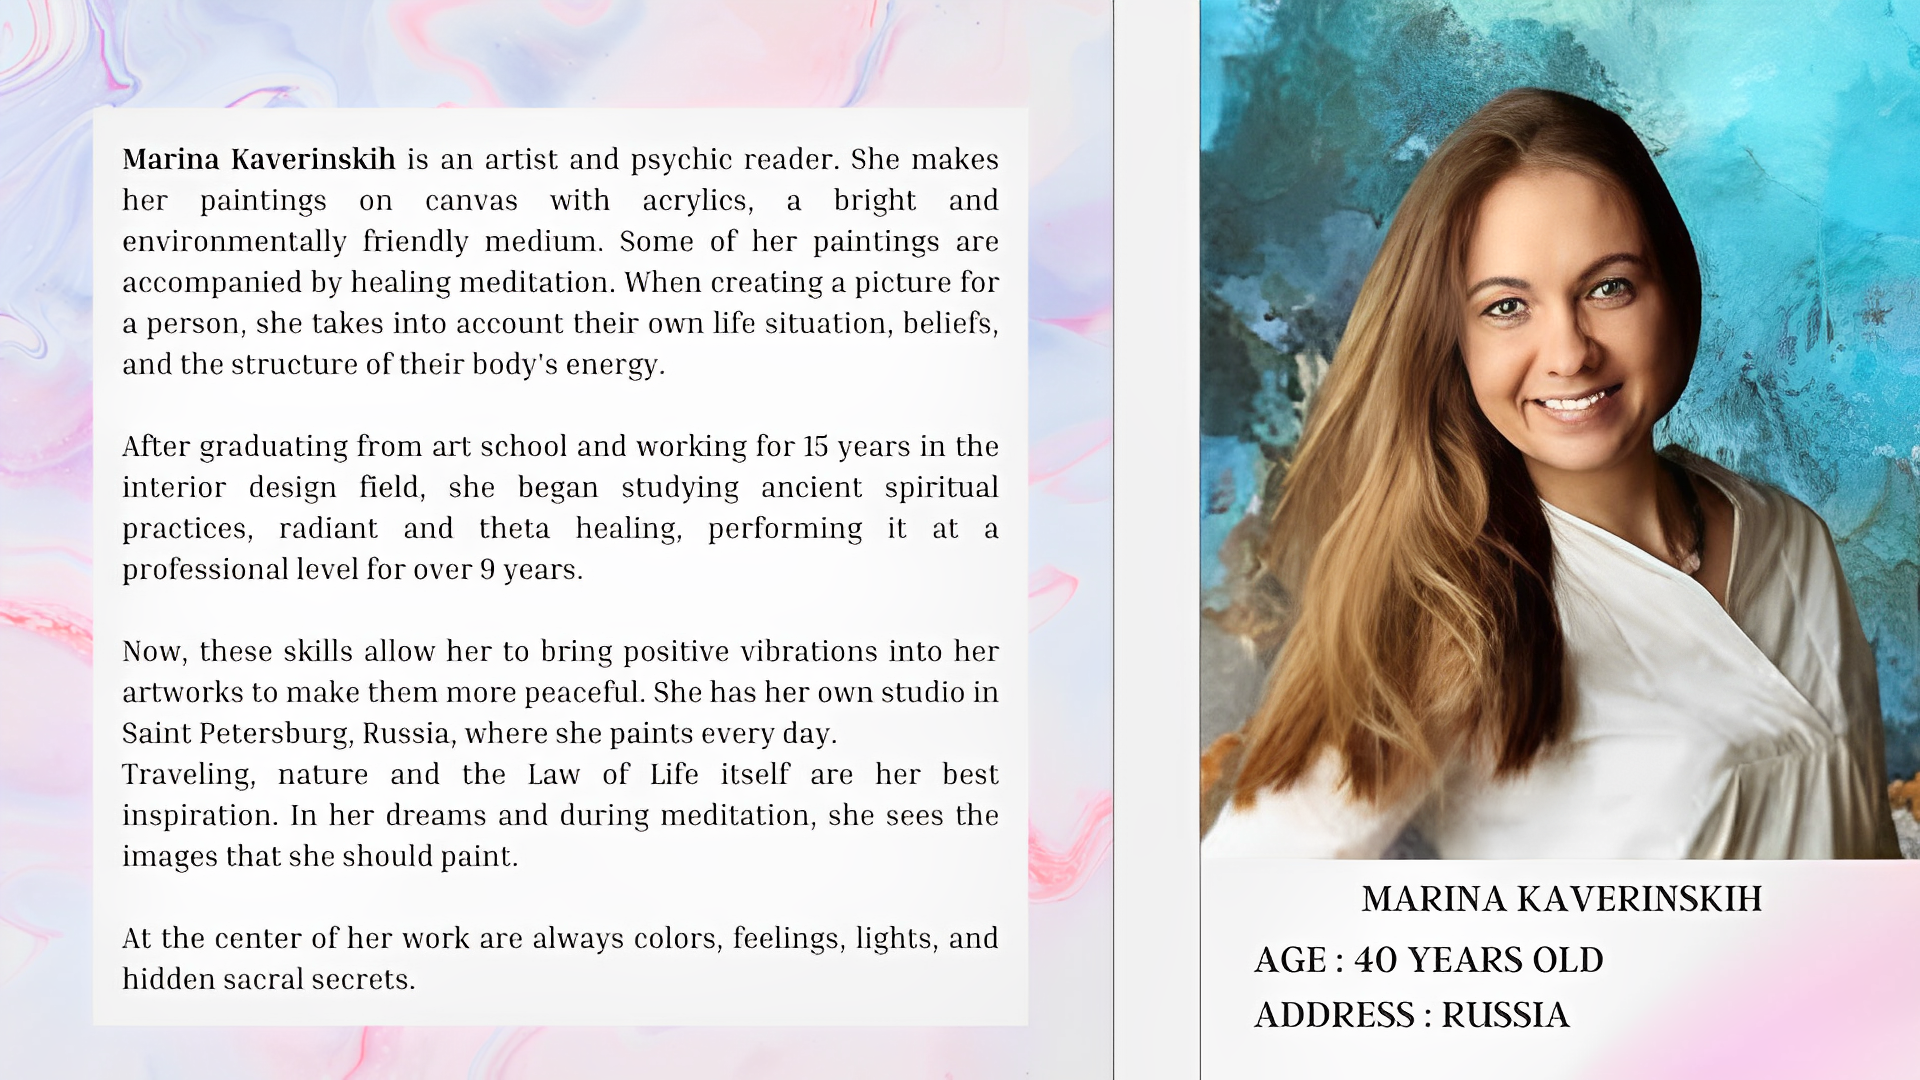 Marina Kaverinskih is an artist and psychic reader. She makes
her paintings on canvas with acrylics, a bright and
environmentally friendly medium. Some of her paintings are
accompanied by healing meditation. When creating a picture for
a person, she takes into account their own life situation, beliefs,
and the structure of their body's energy.
After graduating from art school and working for 15 years in the
interior design field, she began studying ancient spiritual
practices, radiant and theta healing, performing it at a
professional level for over 9 years.
Now, these skills allow her to bring positive vibrations into her
artworks to make them more peaceful. She has her own studio in
Saint Petersburg, Russia, where she paints every day.
Traveling, nature and the Law of Life itself are her best
inspiration. In her dreams and during meditation, she sees the
images that she should paint.
At the center of her work are always colors, feelings, lights, and
hidden sacral secrets.
MARINA KAVERINSKIH
AGE : 40 YEARS OLD
ADDRESS : RUSSIA